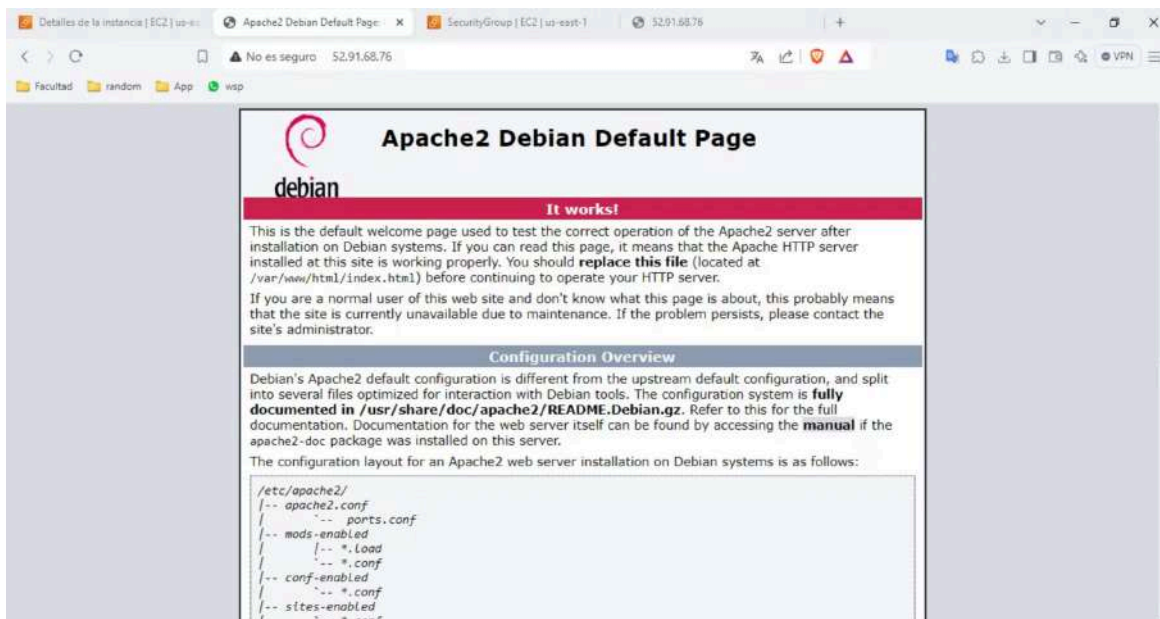 Detalles de la instancia | EC2 | us-e
Apache2 Debian Default Page:
SecurityGroup | EC2 | us-east-1
52.91.68.76
No es seguro 52.91.68.76
VPN
Facultad random App wsp
debian
Apache2 Debian Default Page
It works!
This is the default welcome page used to test the correct operation of the Apache2 server after
installation on Debian systems. If you can read this page, it means that the Apache HTTP server
installed at this site is working properly. You should replace this file (located at
/var/www/html/index.html) before continuing to operate your HTTP server.
If you are a normal user of this web site and don't know what this page is about, this probably means
that the site is currently unavailable due to maintenance. If the problem persists, please contact the
site's administrator.
Configuration Overview
Debian's Apache2 default configuration is different from the upstream default configuration, and split
into several files optimized for interaction with Debian tools. The configuration system is fully
documented in /usr/share/doc/apache2/README.Debian.gz. Refer to this for the full
documentation. Documentation for the web server itself can be found by accessing the manual if the
apache2-doc package was installed on this server.
The configuration layout for an Apache2 web server installation on Debian systems is as follows:
/etc/apache2/
|-- apache2.conf
|       `--  ports.conf
|-- mods-enabled
|       |-- *.load
|       `-- *.conf
|-- conf-enabled
|       `-- *.conf
|-- sites-enabled